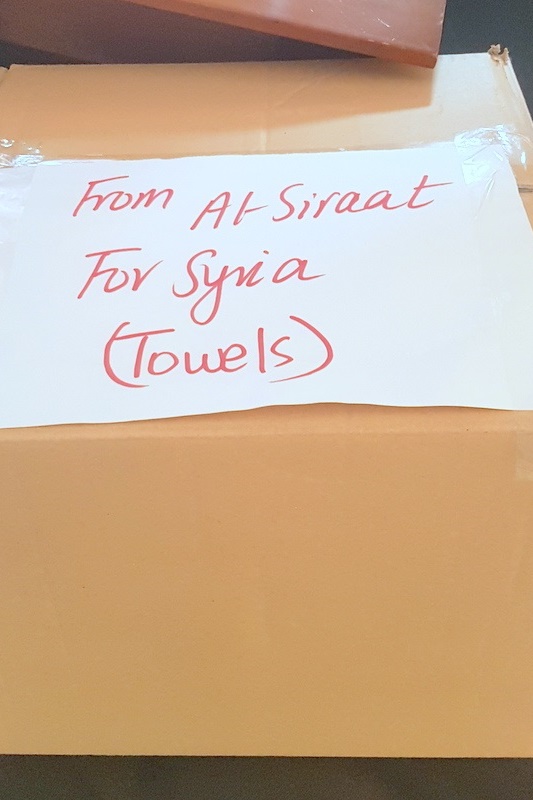 From Al-Siraat
For Syria
(Towels)